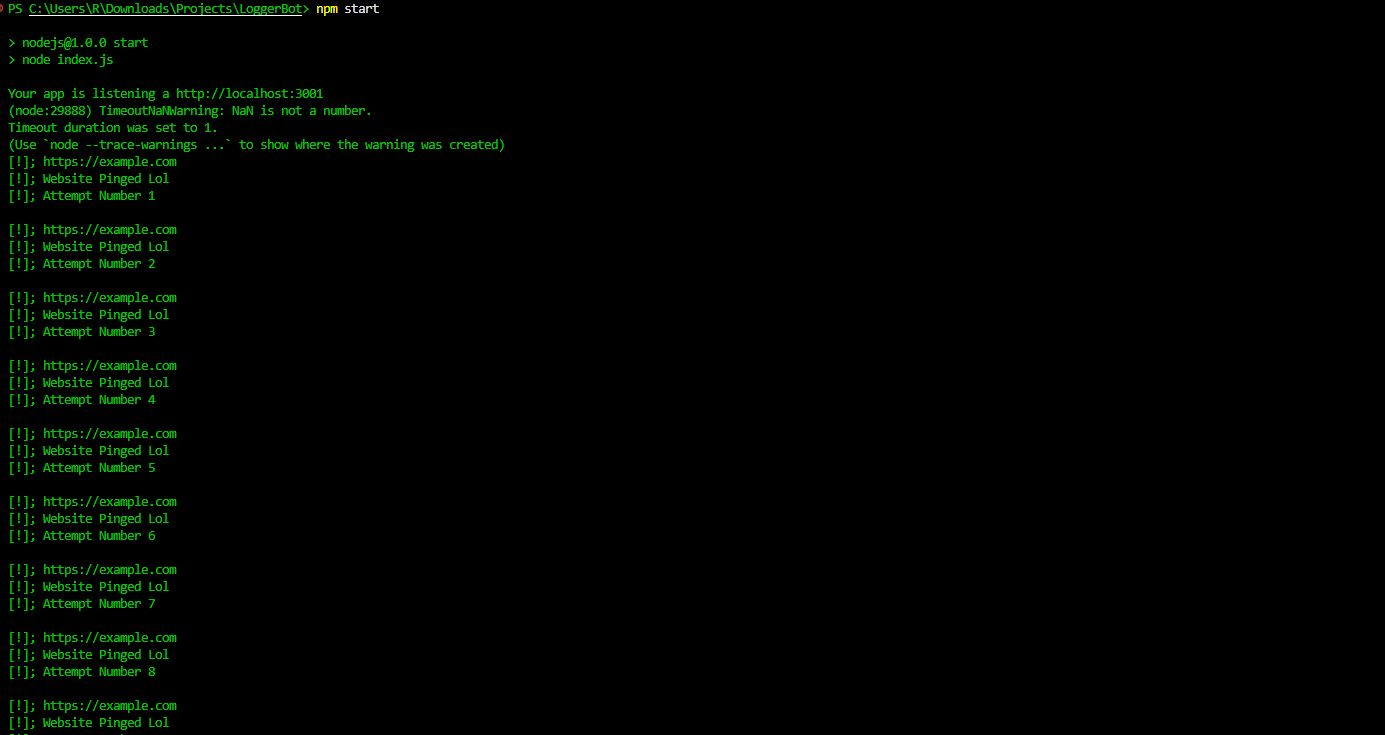 PS C:\Users\R\Downloads\Projects\LoggerBot> npm start
> nodejs@1.0.0 start
> node index.js
Your app is listening a http://localhost:3001
(node:29888) TimeoutNaNWarning: NaN is not a number.
Timeout duration was set to 1.
(Use `node --trace-warnings ...` to show where the warning was created)
[!]; https://example.com
[!]; Website Pinged Lol
[!]; Attempt Number 1
[!]; https://example.com
[!]; Website Pinged Lol
[!]; Attempt Number 2
[!]; https://example.com
[!]; Website Pinged Lol
[!]; Attempt Number 3
[!]; https://example.com
[!]; Website Pinged Lol
[!]; Attempt Number 4
[!]; https://example.com
[!]; Website Pinged Lol
[!]; Attempt Number 5
[!]; https://example.com
[!]; Website Pinged Lol
[!]; Attempt Number 6
[!]; https://example.com
[!]; Website Pinged Lol
[!]; Attempt Number 7
[!]; https://example.com
[!]; Website Pinged Lol
[!]; Attempt Number 8
[!]; https://example.com
[!]; Website Pinged Lol